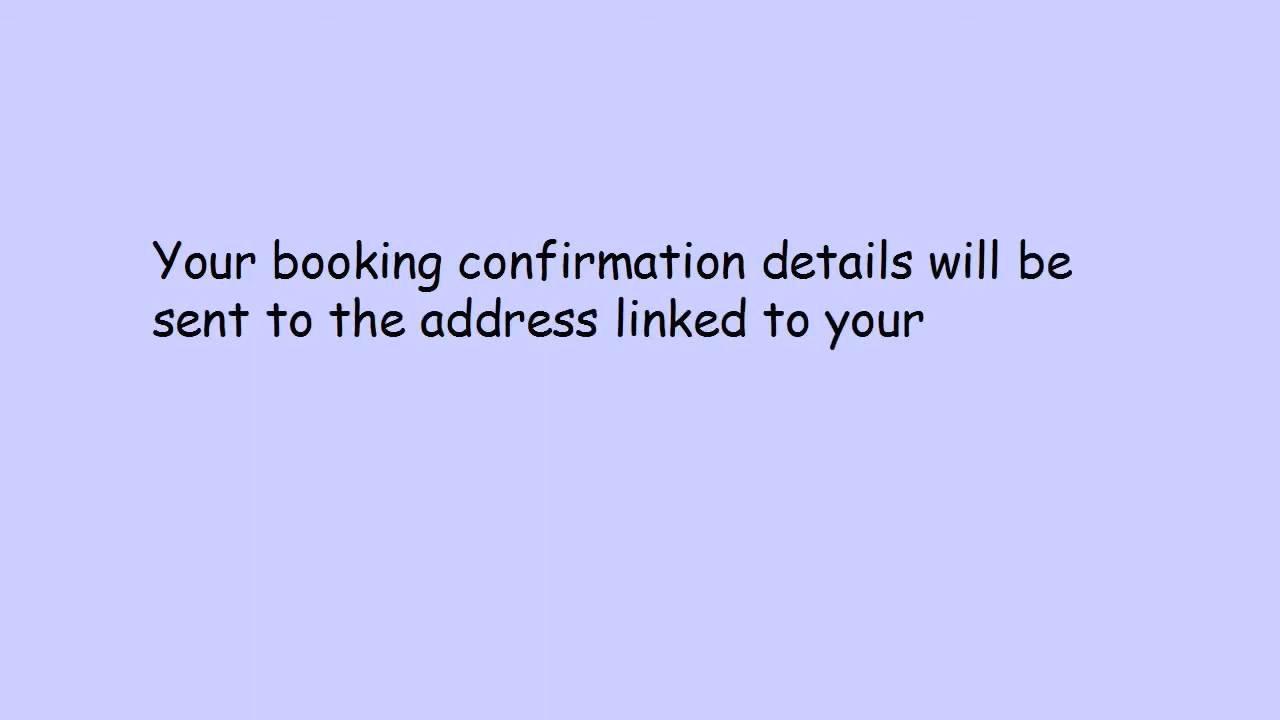 Your booking confirmation details will be
sent to the address linked to your